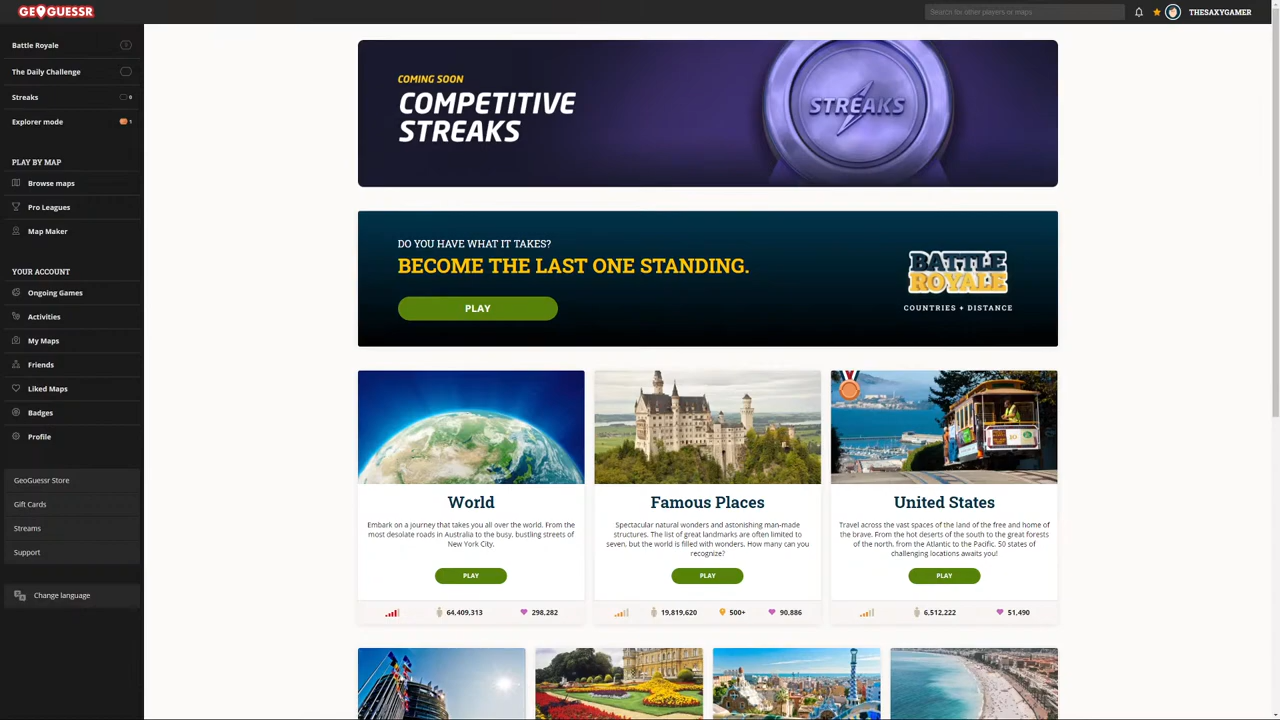 GEOGUESSR
Search for other players or maps
THESAXYGAMER
Battle Royale
The Daily Challenge
Streaks
Explorer mode
1
PLAY BY MAP
Browse maps
Pro Leagues
Map Maker
YOUR ACCOUNT
Ongoing Games
Activities
My Maps
Friends
Liked Maps
Badges
Profile
GeoGuessr Store
Gift Cards
Streams
Support
Change language
COMING SOON
COMPETITIVE
STREAKS
STREAKS
DO YOU HAVE WHAT IT TAKES?
BECOME THE LAST ONE STANDING.
PLAY
BATTLE
ROYALE
COUNTRIES + DISTANCE
World
Embark on a journey that takes you all over the world. From the
most desolate roads in Australia to the busy, bustling streets of
New York City.
PLAY
64,409,313 298,282
Famous Places
Spectacular natural wonders and astonishing man-made
structures. The list of great landmarks are often limited to
seven, but the world is filled with wonders. How many can you
recognize?
PLAY
19,819,620 500+ 90,886
United States
Travel across the vast spaces of the land of the free and home of
the brave. From the hot deserts of the south to the great forests
of the north, from the Atlantic to the Pacific. 50 states of
challenging locations awaits you!
PLAY
6,512,222 51,490